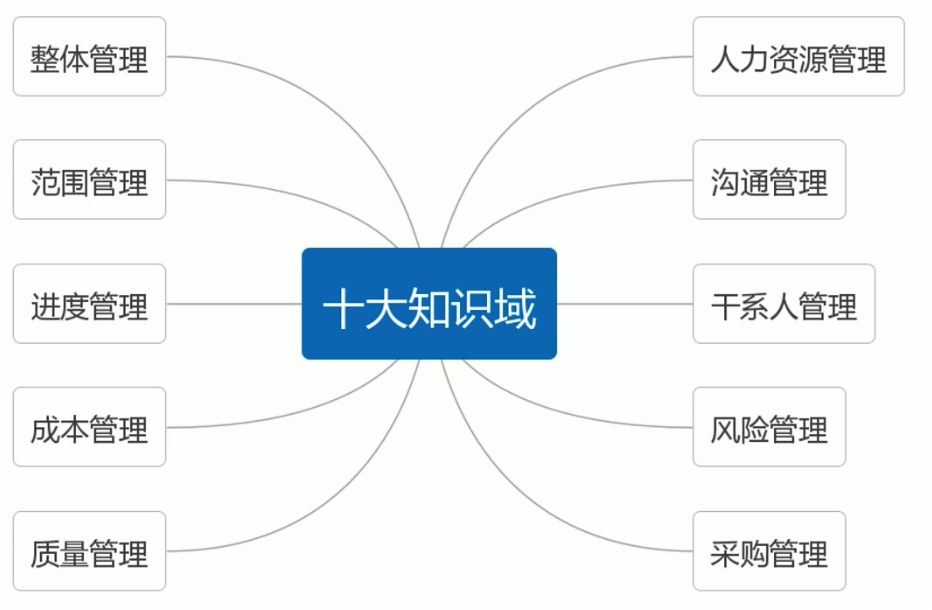 整体管理
范围管理
进度管理
成本管理
质量管理
十大知识域
人力资源管理
沟通管理
干系人管理
风险管理
采购管理